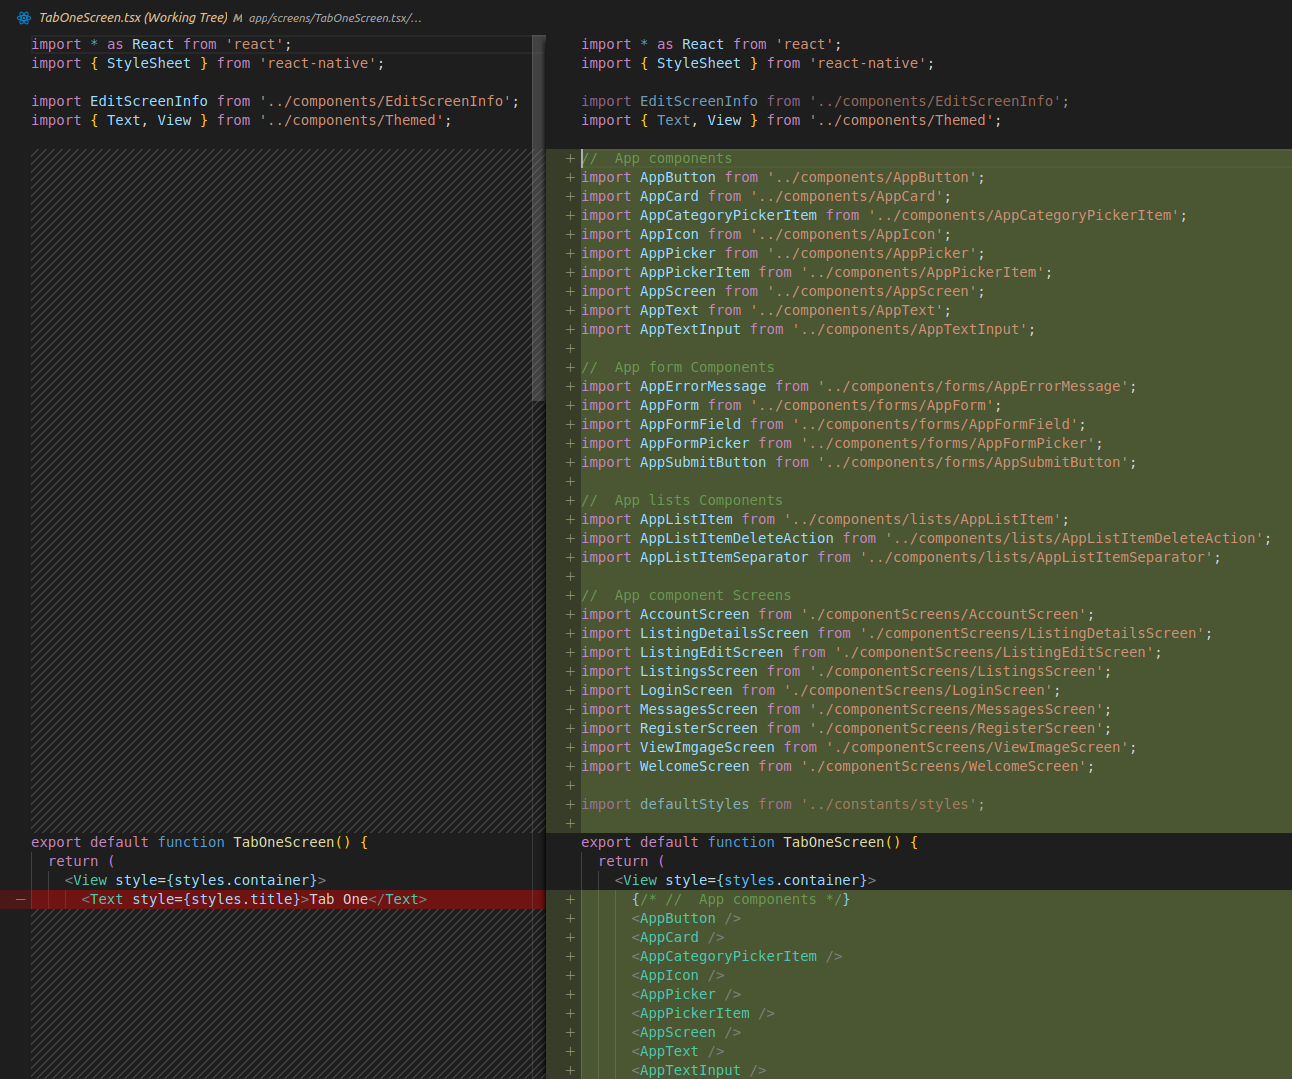 TabOneScreen.tsx (Working Tree) M app/screens/TabOneScreen.tsx/...
import * as React from 'react';
import { StyleSheet } from 'react-native';
import EditScreenInfo from '../components/EditScreenInfo';
import { Text, View } from '../components/Themed';
export default function TabOneScreen() {
return (
<View style={styles.container}>
— <Text style={styles.title}>Tab One</Text>
import * as React from 'react';
import { StyleSheet } from 'react-native';
import EditScreenInfo from '../components/EditScreenInfo';
import { Text, View } from '../components/Themed';
+ // App components
+ import AppButton from '../components/AppButton';
+ import AppCard from '../components/AppCard';
+ import AppCategoryPickerItem from '../components/AppCategoryPickerItem';
+ import AppIcon from '../components/AppIcon';
+ import AppPicker from '../components/AppPicker';
+ import AppPickerItem from '../components/AppPickerItem';
+ import AppScreen from '../components/AppScreen';
+ import AppText from '../components/AppText';
+ import AppTextInput from '../components/AppTextInput';
+
+ // App form Components
+ import AppErrorMessage from '../components/forms/AppErrorMessage';
+ import AppForm from '../components/forms/AppForm';
+ import AppFormField from '../components/forms/AppFormField';
+ import AppFormPicker from '../components/forms/AppFormPicker';
+ import AppSubmitButton from '../components/forms/AppSubmitButton';
+
+ // App lists Components
+ import AppListItem from '../components/lists/AppListItem';
+ import AppListItemDeleteAction from '../components/lists/AppListItemDeleteAction';
+ import AppListItemSeparator from '../components/lists/AppListItemSeparator';
+
+ // App component Screens
+ import AccountScreen from './componentScreens/AccountScreen';
+ import ListingDetailsScreen from './componentScreens/ListingDetailsScreen';
+ import ListingEditScreen from './componentScreens/ListingEditScreen';
+ import ListingsScreen from './componentScreens/ListingsScreen';
+ import LoginScreen from './componentScreens/LoginScreen';
+ import MessagesScreen from './componentScreens/MessagesScreen';
+ import RegisterScreen from './componentScreens/RegisterScreen';
+ import ViewImgageScreen from './componentScreens/ViewImageScreen';
+ import WelcomeScreen from './componentScreens/WelcomeScreen';
+
+ import defaultStyles from '../constants/styles';
+
export default function TabOneScreen() {
return (
<View style={styles.container}>
+ {/* // App components */}
+ <AppButton />
+ <AppCard />
+ <AppCategoryPickerItem />
+ <AppIcon />
+ <AppPicker />
+ <AppPickerItem />
+ <AppScreen />
+ <AppText />
+ <AppTextInput />